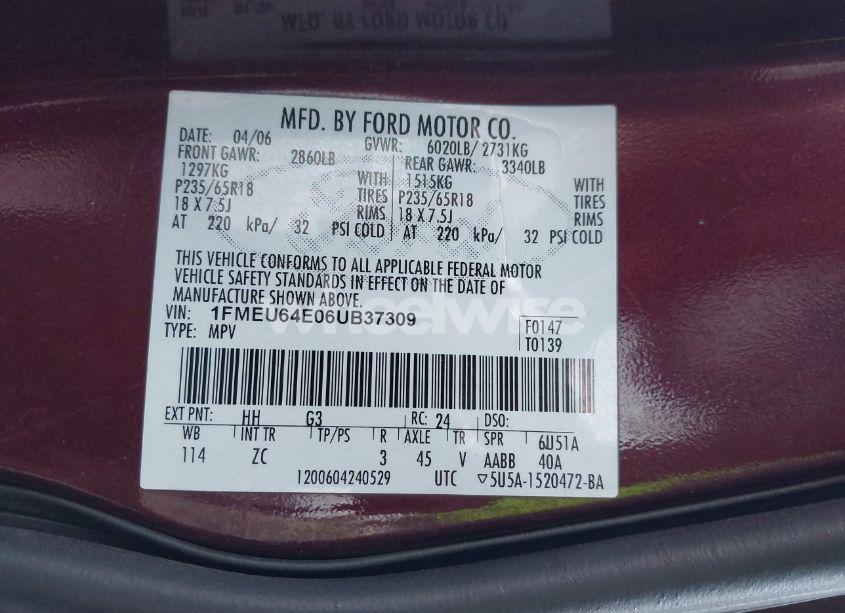 MFD. BY FORD MOTOR CO.
DATE: 04/06 GVWR: 6020LB/ 2731KG
FRONT GAWR: 2860LB REAR GAWR: 3340LB
1297KG WITH 1515KG WITH
P235/65R18 TIRES P235/65R18 TIRES
18 X 7.5J RIMS 18 X 7.5J RIMS
AT 220 kPa/ 32 PSI COLD AT 220 kPa/ 32 PSI COLD
THIS VEHICLE CONFORMS TO ALL APPLICABLE FEDERAL MOTOR
VEHICLE SAFETY STANDARDS IN EFFECT ON THE DATE OF
MANUFACTURE SHOWN ABOVE.
VIN: 1FMEU64E06UB37309 F0147
TYPE: MPV T0139
wheelwise
EXT PNT: HH G3 RC: 24 DSO:
WB INT TR TP/PS R AXLE TR SPR 6U51A
114 ZC 3 45 V AABB 40A
1200604240529 UTC ▽5U5A-1520472-BA